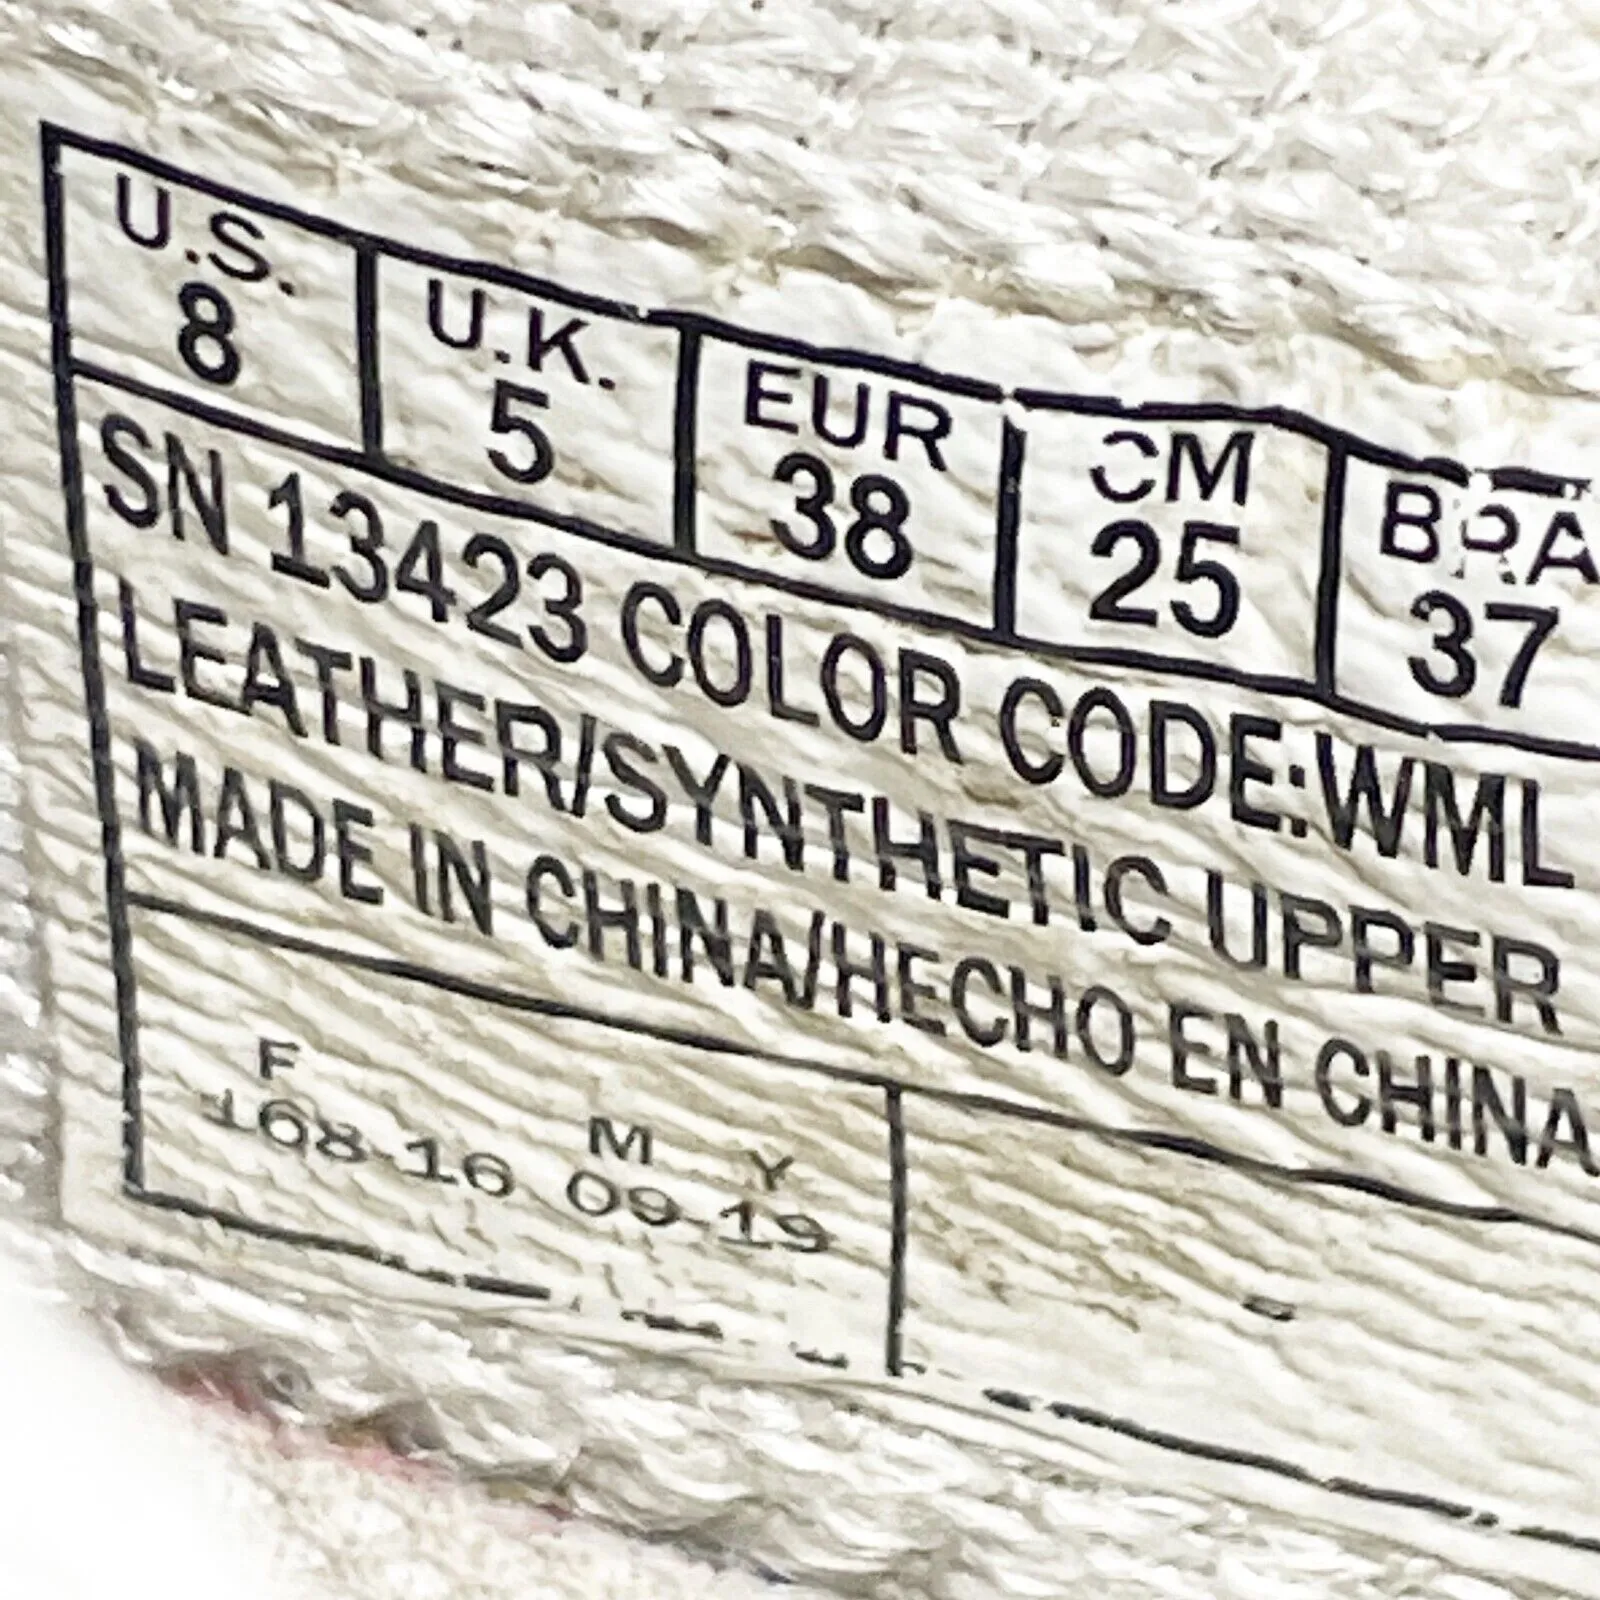 U.S. U.K. EUR CM BRA
8 5 38 25 37
SN 13423 COLOR CODE:WML
LEATHER/SYNTHETIC UPPER
MADE IN CHINA/HECHO EN CHINA
F M Y
168-16 09-19